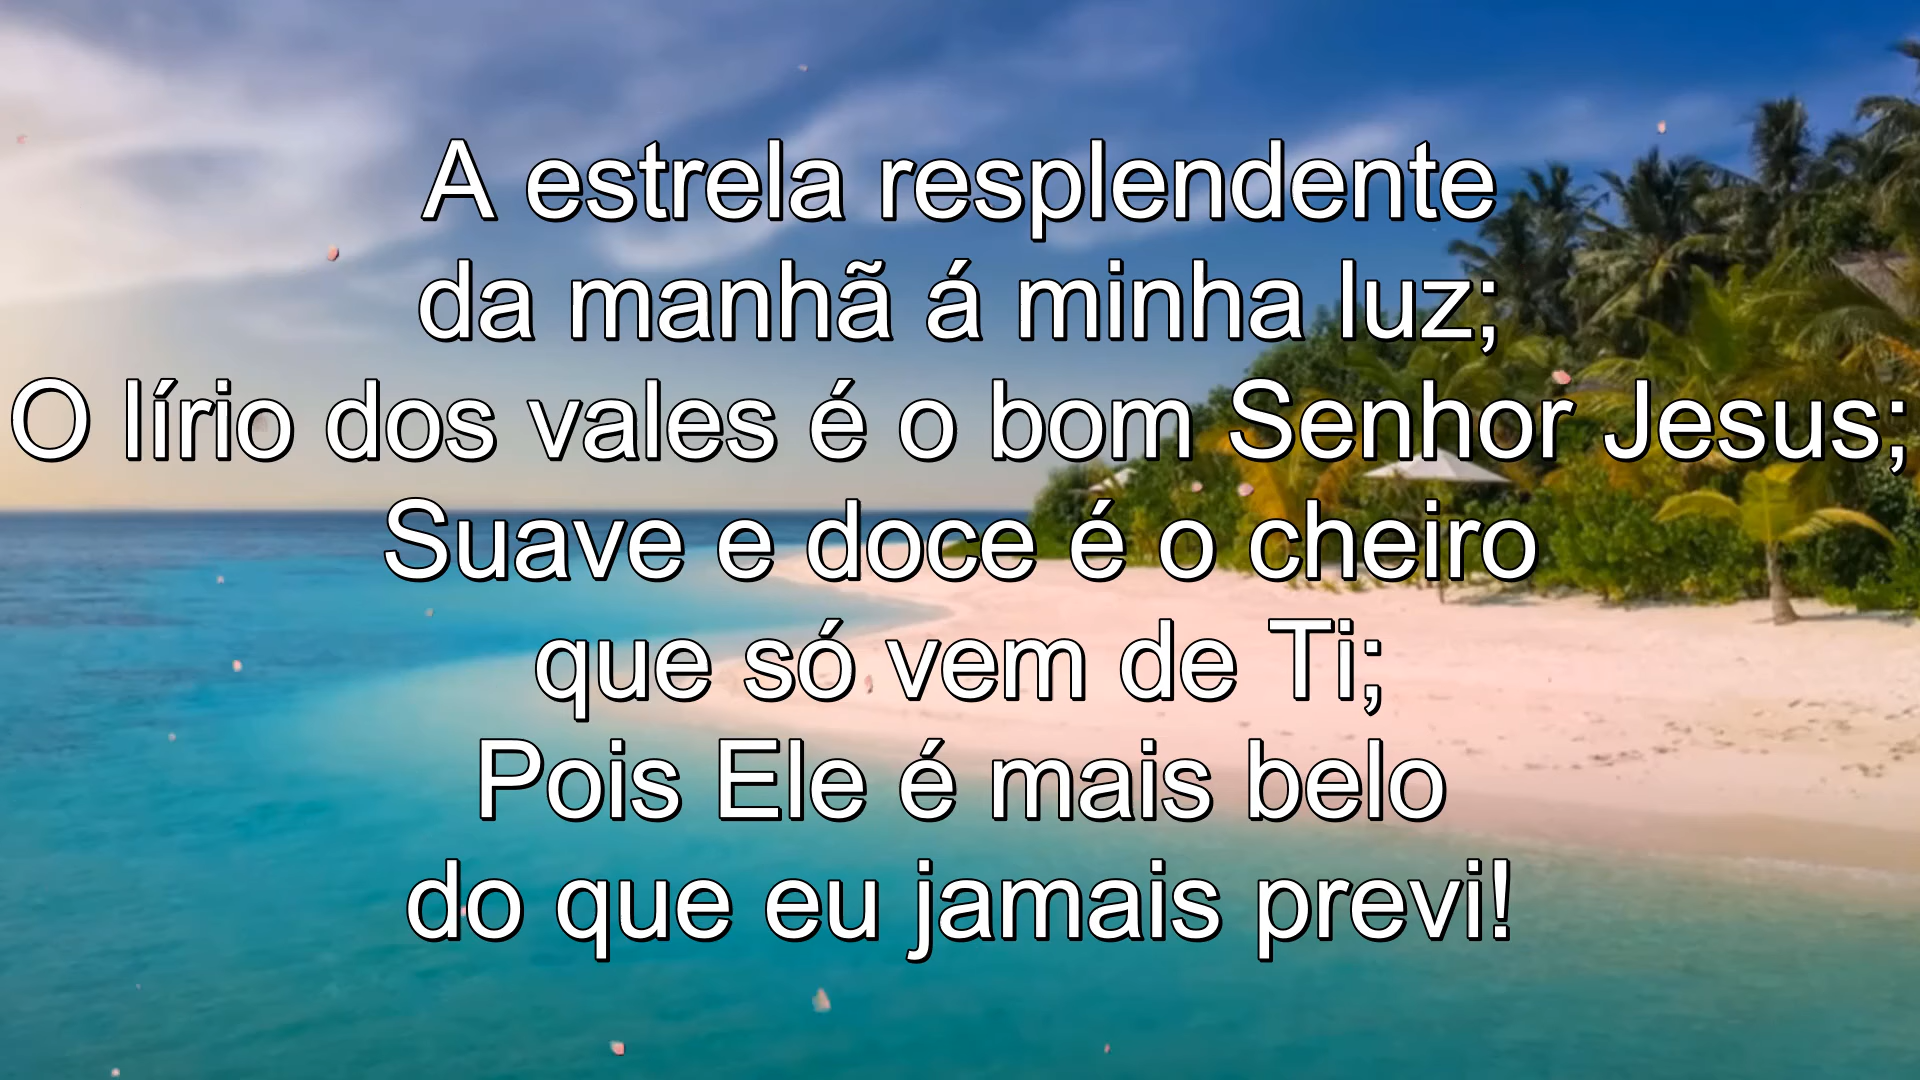 A estrela resplendente
da manhã á minha luz;
O lírio dos vales é o bom Senhor Jesus;
Suave e doce é o cheiro
que só vem de Ti;
Pois Ele é mais belo
do que eu jamais previ!